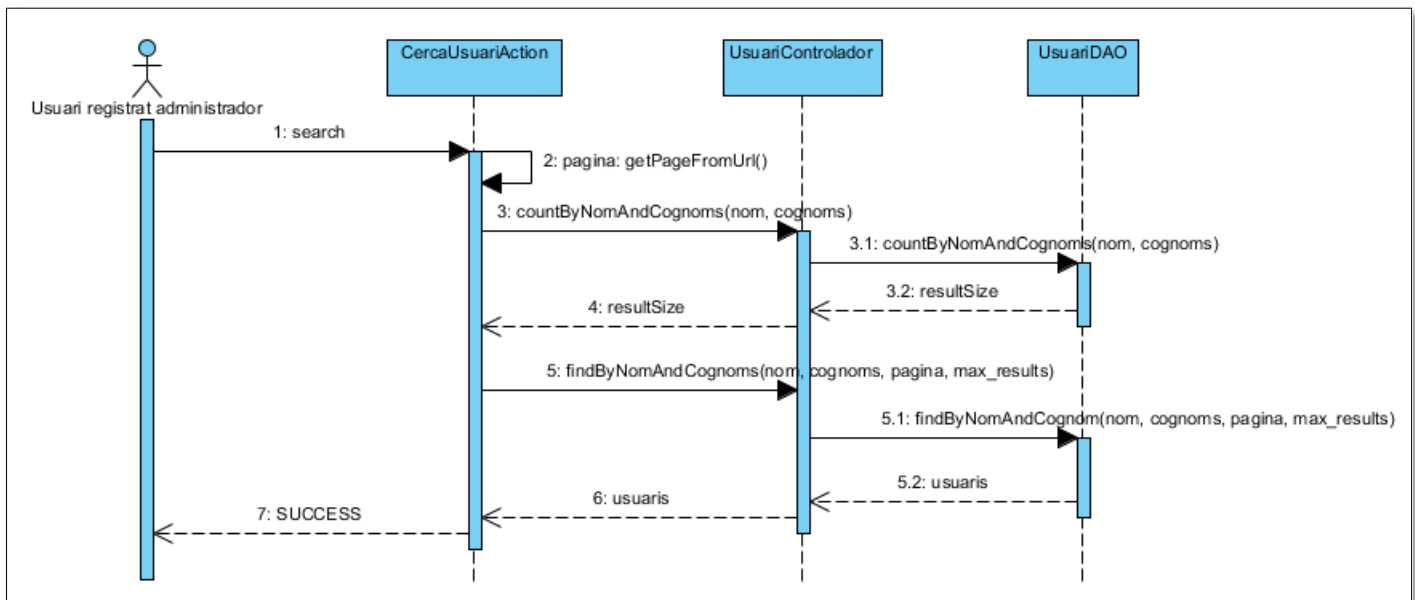 CercaUsuariAction
UsuariControlador
UsuariDAO
Usuari registrat administrador
1: search
2: pagina: getPageFromUrl()
3: countByNomAndCognoms(nom, cognoms)
3.1: countByNomAndCognoms(nom, cognoms)
3.2: resultSize
4: resultSize
5: findByNomAndCognoms(nom, cognoms, pagina, max_results)
5.1: findByNomAndCognom(nom, cognoms, pagina, max_results)
5.2: usuaris
6: usuaris
7: SUCCESS